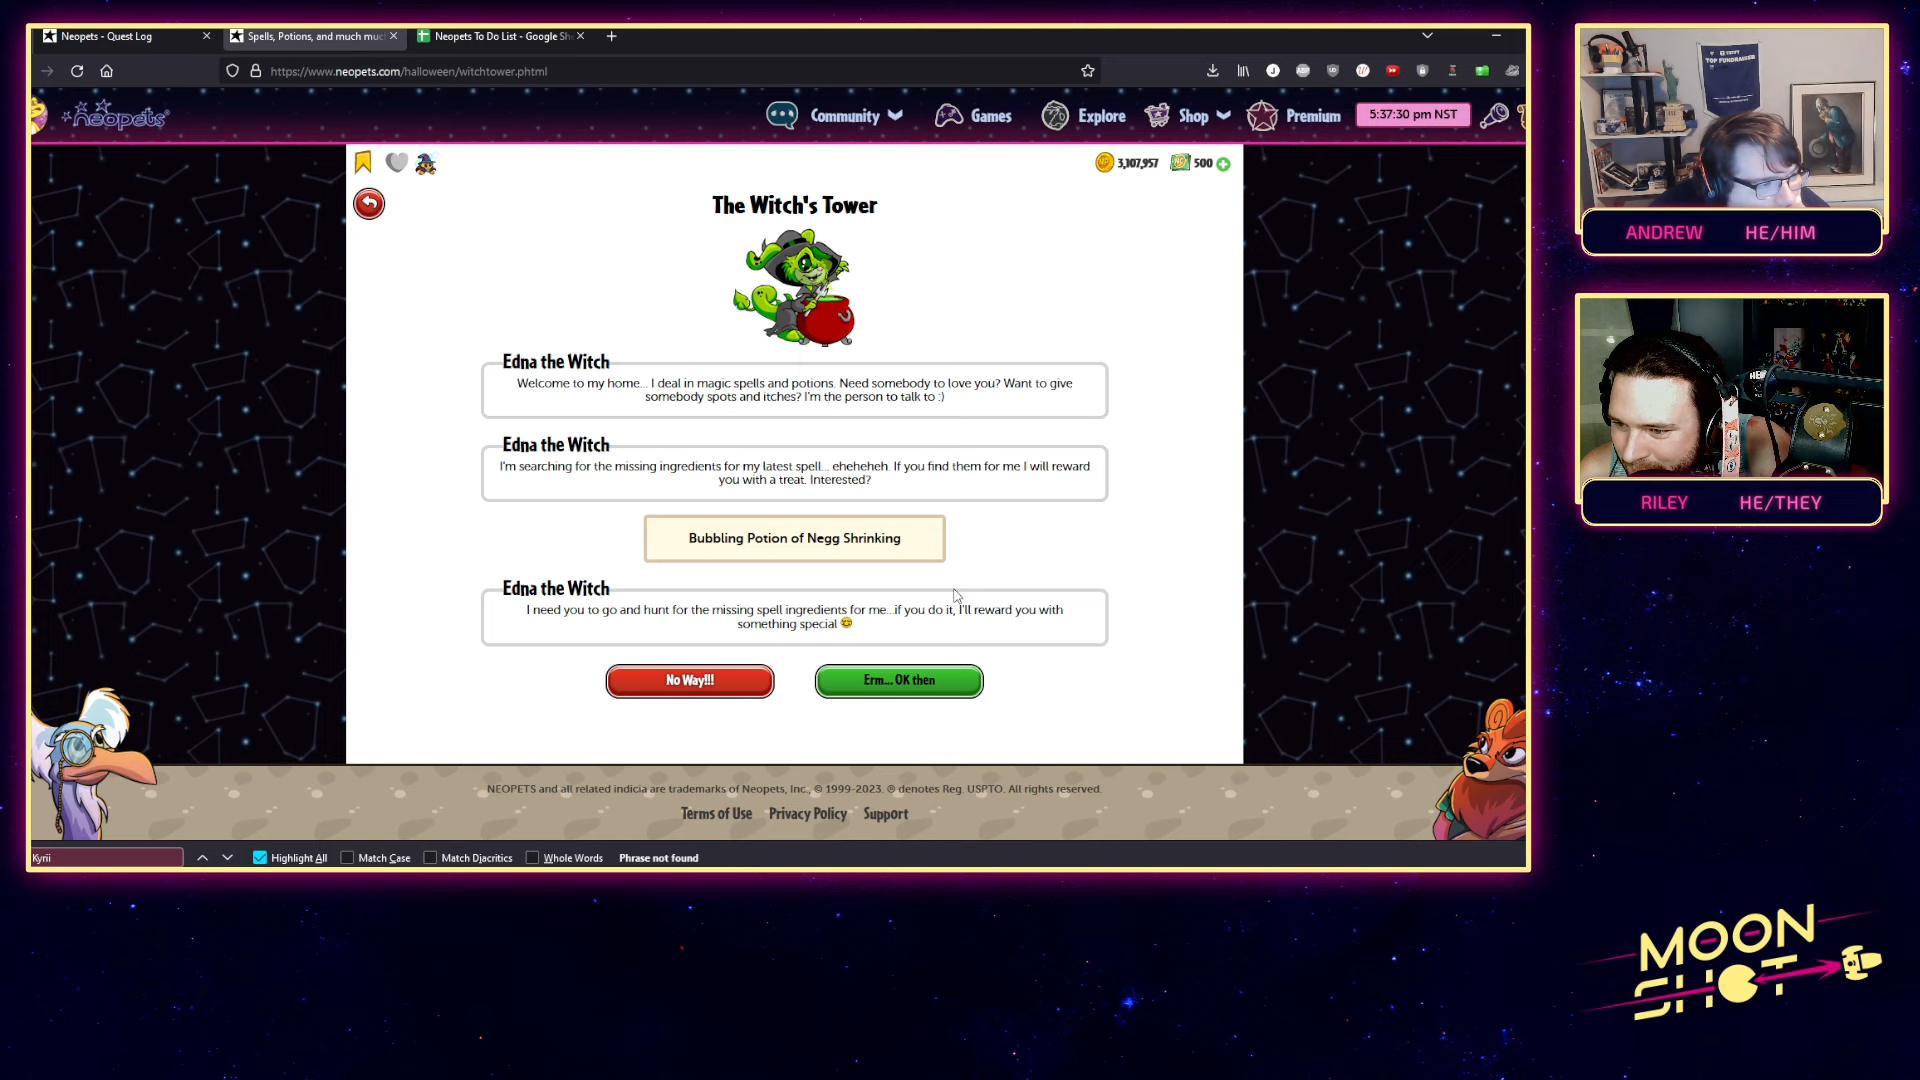 Neopets - Quest Log
Spells, Potions, and much muc
Neopets To Do List - Google She
https://www.neopets.com/halloween/witchtower.phtml
neopets
Community
Games
Explore
Shop
Premium
5:37:30 pm NST
NP 3,107,957
NC 500
The Witch's Tower
Edna the Witch
Welcome to my home... I deal in magic spells and potions. Need somebody to love you? Want to give
somebody spots and itches? I'm the person to talk to :)
Edna the Witch
I'm searching for the missing ingredients for my latest spell... eheheheh. If you find them for me I will reward
you with a treat. Interested?
Bubbling Potion of Negg Shrinking
Edna the Witch
I need you to go and hunt for the missing spell ingredients for me...if you do it, I'll reward you with
something special
No Way!!!
Erm... OK then
NEOPETS and all related indicia are trademarks of Neopets, Inc., © 1999-2023. ® denotes Reg. USPTO. All rights reserved.
Terms of Use
Privacy Policy
Support
Kyrii
Highlight All
Match Case
Match Diacritics
Whole Words
Phrase not found
TOP FUNDRAISER
ANDREW HE/HIM
RILEY HE/THEY
MOON
SHOT